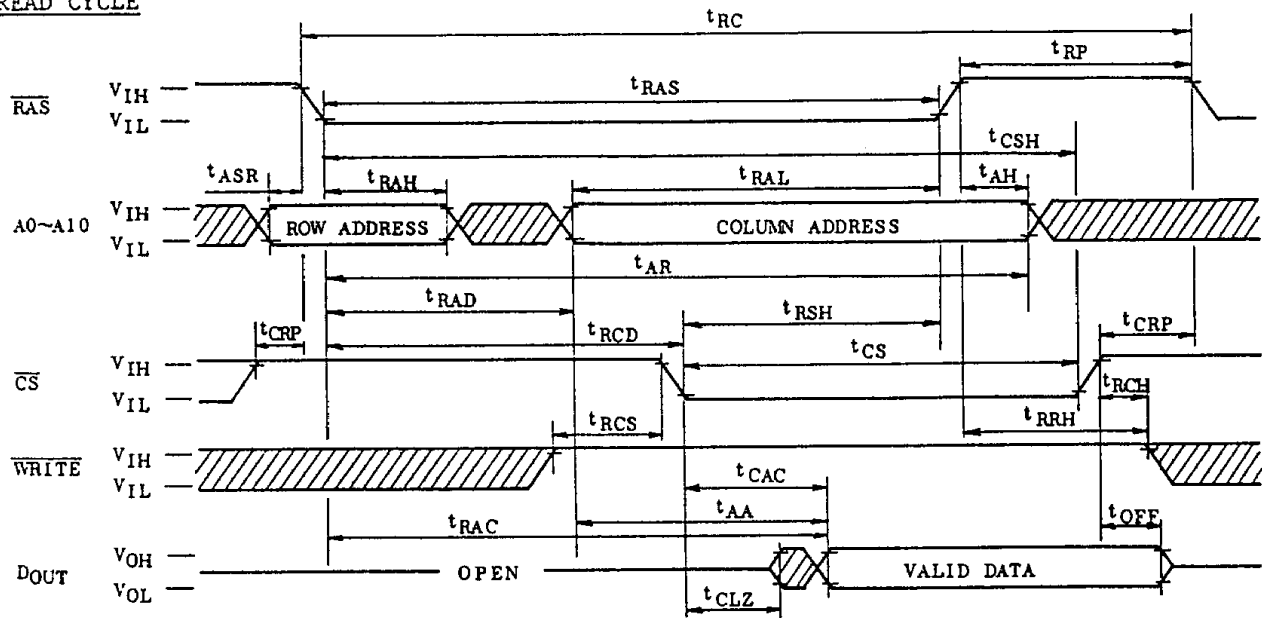 READ CYCLE
tRC
tRP
RAS
VIH
VIL
tRAS
tCSH
tASR
tRAH
tRAL
tAH
A0~A10
VIH
VIL
ROW ADDRESS
COLUMN ADDRESS
tAR
tRAD
tRSH
tCRP
tRCD
tCRP
CS
VIH
VIL
tCS
tRCH
tRCS
tRRH
WRITE
VIH
VIL
tCAC
tAA
tRAC
tOFF
DOUT
VOH
VOL
OPEN
VALID DATA
tCLZ